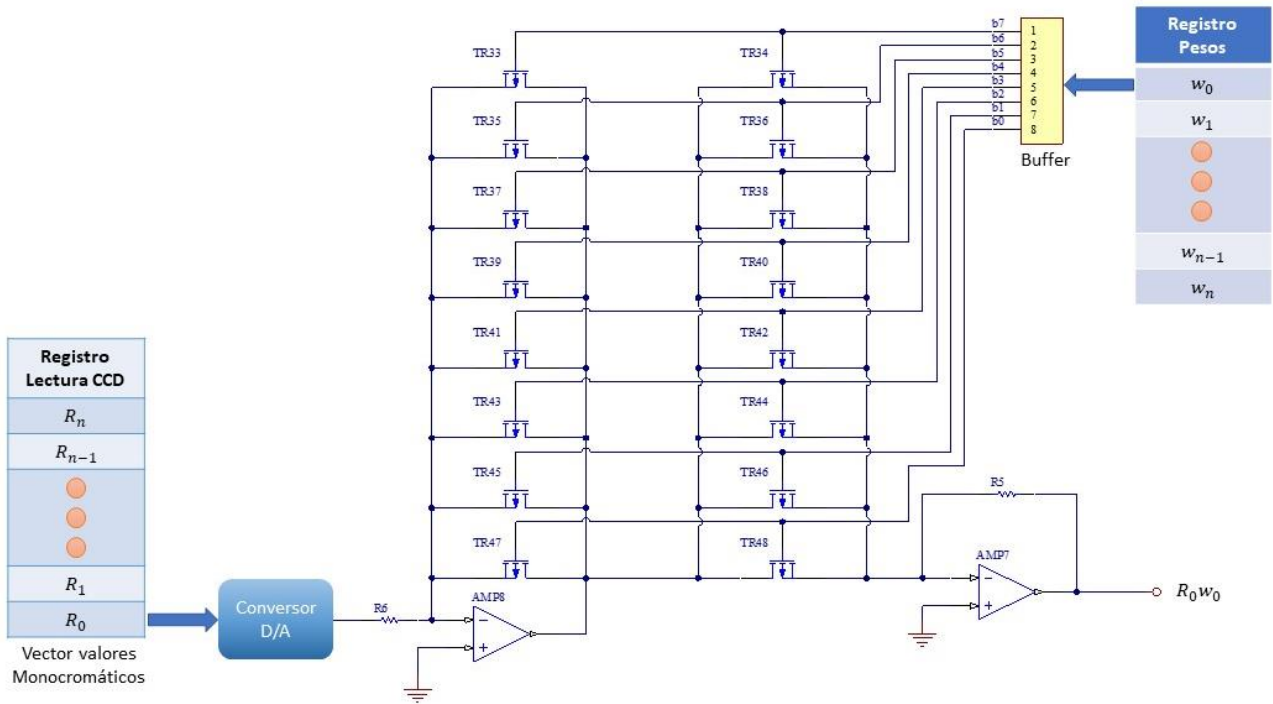 b7
b6
b5
b4
b3
b2
b1
b0
1
2
3
4
5
6
7
8
Buffer
Registro
Pesos
w₀
w₁
wₙ₋₁
wₙ
TR33
TR34
TR35
TR36
TR37
TR38
TR39
TR40
TR41
TR42
TR43
TR44
TR45
TR46
TR47
TR48
Registro
Lectura CCD
Rₙ
Rₙ₋₁
R₁
R₀
Vector valores
Monocromáticos
Conversor
D/A
R6
AMP8
−
+
R5
AMP7
−
+
R₀w₀